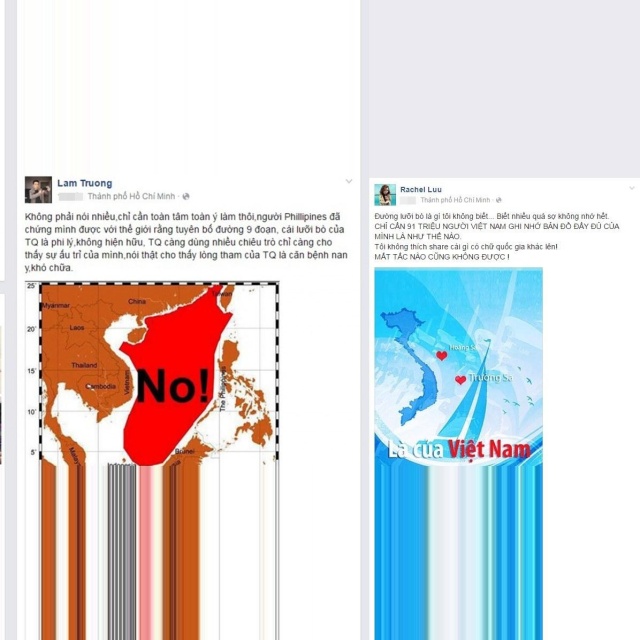 Lam Truong
Thành phố Hồ Chí Minh ·
Không phải nói nhiều,chỉ cần toàn tâm toàn ý làm thôi,người Phillipines đã
chứng mình được với thế giới rằng tuyên bố đường 9 đoạn, cái lưỡi bò của
TQ là phi lý,không hiện hữu, TQ càng dùng nhiều chiêu trò chỉ càng cho
thấy sự ấu trĩ của mình,nói thật cho thấy lòng tham của TQ là căn bệnh nan
y,khó chữa.
25
20
15
10
5
Myanmar
China
Taiwan
Laos
Thailand
Cambodia
Vietnam
No!
The Philippines
Brunei
Rachel Luu
Thành phố Hồ Chí Minh ·
Đường lưỡi bò là gì tôi không biết... Biết nhiều quá sợ không nhớ hết.
CHỈ CẦN 91 TRIỆU NGƯỜI VIỆT NAM GHI NHỚ BẢN ĐỒ ĐẦY ĐỦ CỦA
MÌNH LÀ NHƯ THẾ NÀO.
Tôi không thích share cái gì có chữ quốc gia khác lên!
MẤT TẤC NÀO CŨNG KHÔNG ĐƯỢC !
Hoàng Sa
Trường Sa
Là của Việt Nam